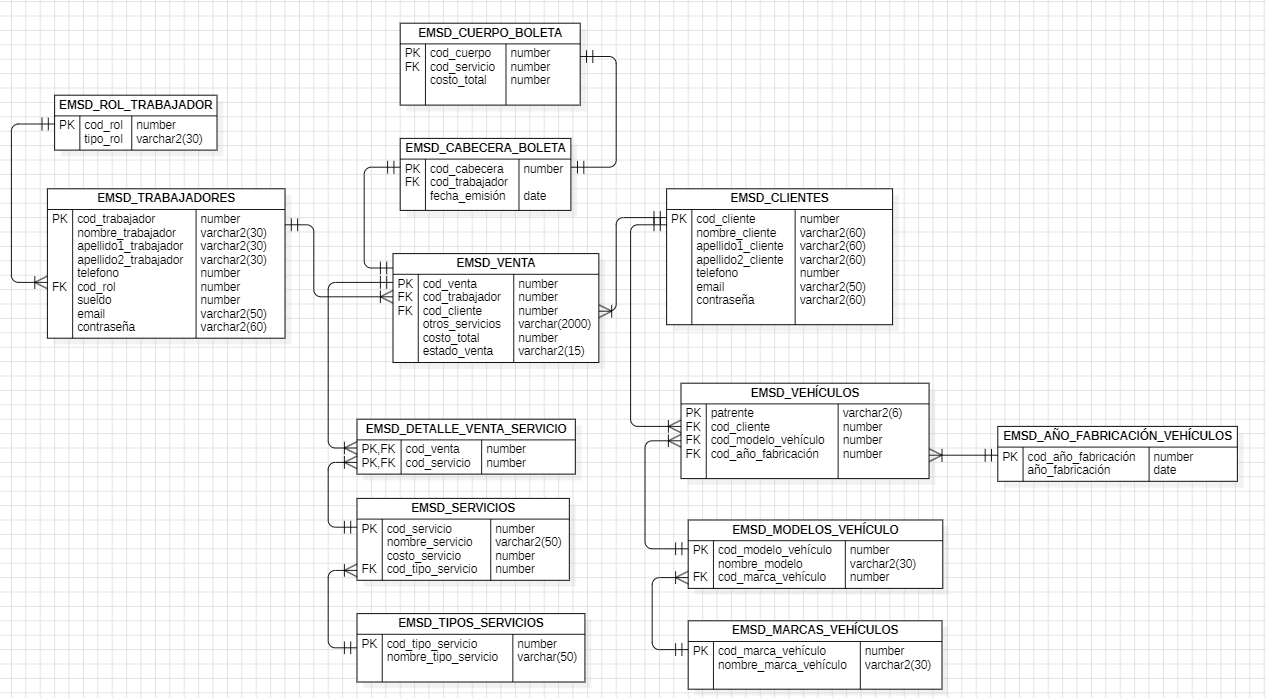 EMSD_CUERPO_BOLETA
PK cod_cuerpo number
FK cod_servicio number
costo_total number
EMSD_ROL_TRABAJADOR
PK cod_rol number
tipo_rol varchar2(30)
EMSD_CABECERA_BOLETA
PK cod_cabecera number
FK cod_trabajador
fecha_emisión date
EMSD_TRABAJADORES
PK cod_trabajador number
nombre_trabajador varchar2(30)
apellido1_trabajador varchar2(30)
apellido2_trabajador varchar2(30)
telefono number
FK cod_rol number
sueldo number
email varchar2(50)
contraseña varchar2(60)
EMSD_CLIENTES
PK cod_cliente number
nombre_cliente varchar2(60)
apellido1_cliente varchar2(60)
apellido2_cliente varchar2(60)
telefono number
email varchar2(50)
contraseña varchar2(60)
EMSD_VENTA
PK cod_venta number
FK cod_trabajador number
FK cod_cliente number
otros_servicios varchar(2000)
costo_total number
estado_venta varchar2(15)
EMSD_VEHÍCULOS
PK patrente varchar2(6)
FK cod_cliente number
FK cod_modelo_vehículo number
FK cod_año_fabricación number
EMSD_DETALLE_VENTA_SERVICIO
PK,FK cod_venta number
PK,FK cod_servicio number
EMSD_AÑO_FABRICACIÓN_VEHÍCULOS
PK cod_año_fabricación number
año_fabricación date
EMSD_SERVICIOS
PK cod_servicio number
nombre_servicio varchar2(50)
costo_servicio number
FK cod_tipo_servicio number
EMSD_MODELOS_VEHÍCULO
PK cod_modelo_vehículo number
nombre_modelo varchar2(30)
FK cod_marca_vehículo number
EMSD_TIPOS_SERVICIOS
PK cod_tipo_servicio number
nombre_tipo_servicio varchar(50)
EMSD_MARCAS_VEHÍCULOS
PK cod_marca_vehículo number
nombre_marca_vehículo varchar2(30)